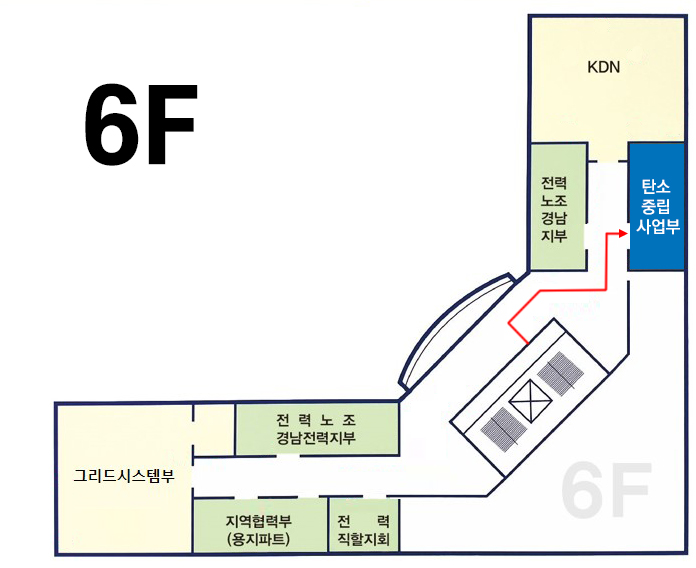 6F
KDN
전력
노조
경남
지부
탄소
중립
사업부
전 력 노 조
경남전력지부
그리드시스템부
지역협력부
(용지파트)
전 력
직할지회
6F